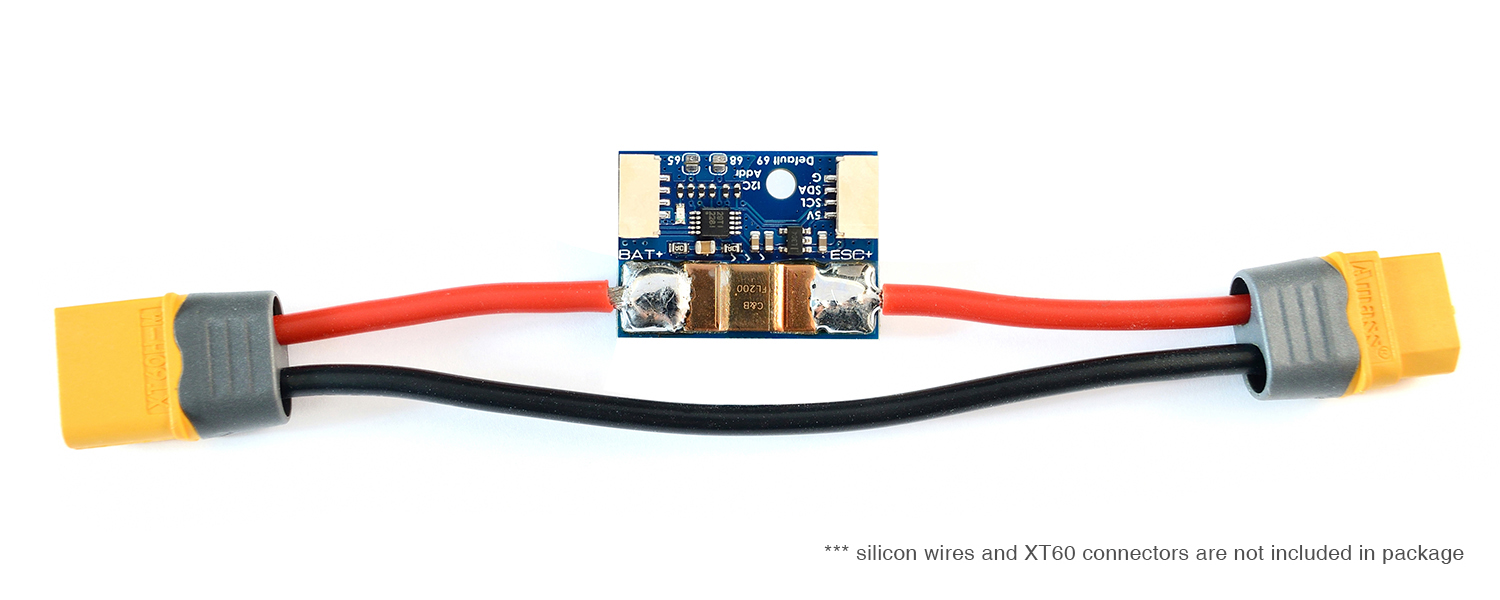 65
68
Default 69
I2C
Addr
G
SDA
SCL
5V
BAT+
ESC+
FL200
C&B
Amass®
*** silicon wires and XT60 connectors are not included in package